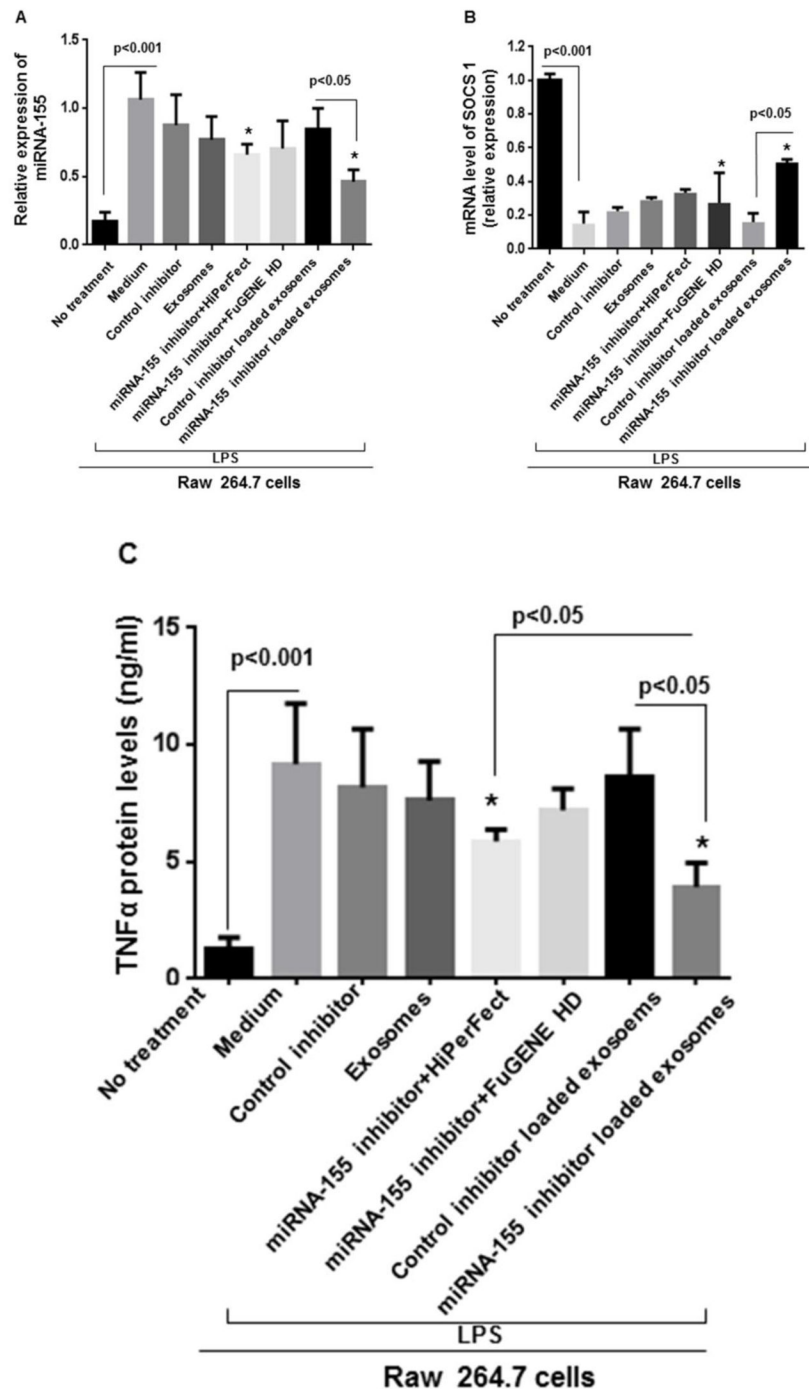 A
Relative expression of
miRNA-155
1.5
1.0
0.5
0.0
p<0.001
p<0.05
*
*
No treatment
Medium
Control inhibitor
Exosomes
miRNA-155 inhibitor+HiPerFect
miRNA-155 inhibitor+FuGENE HD
Control inhibitor loaded exosoems
miRNA-155 inhibitor loaded exosomes
LPS
Raw 264.7 cells
B
mRNA level of SOCS 1
(relative expression)
1.2
1.0
0.8
0.6
0.4
0.2
0.0
p<0.001
p<0.05
*
*
No treatment
Medium
Control inhibitor
Exosomes
miRNA-155 inhibitor+HiPerFect
miRNA-155 inhibitor+FuGENE HD
Control inhibitor loaded exosomes
miRNA-155 inhibitor loaded exosomes
LPS
Raw 264.7 cells
C
TNFα protein levels (ng/ml)
15
10
5
0
p<0.001
p<0.05
p<0.05
*
*
No treatment
Medium
Control inhibitor
Exosomes
miRNA-155 inhibitor+HiPerFect
miRNA-155 inhibitor+FuGENE HD
Control inhibitor loaded exosoems
miRNA-155 inhibitor loaded exosomes
LPS
Raw 264.7 cells